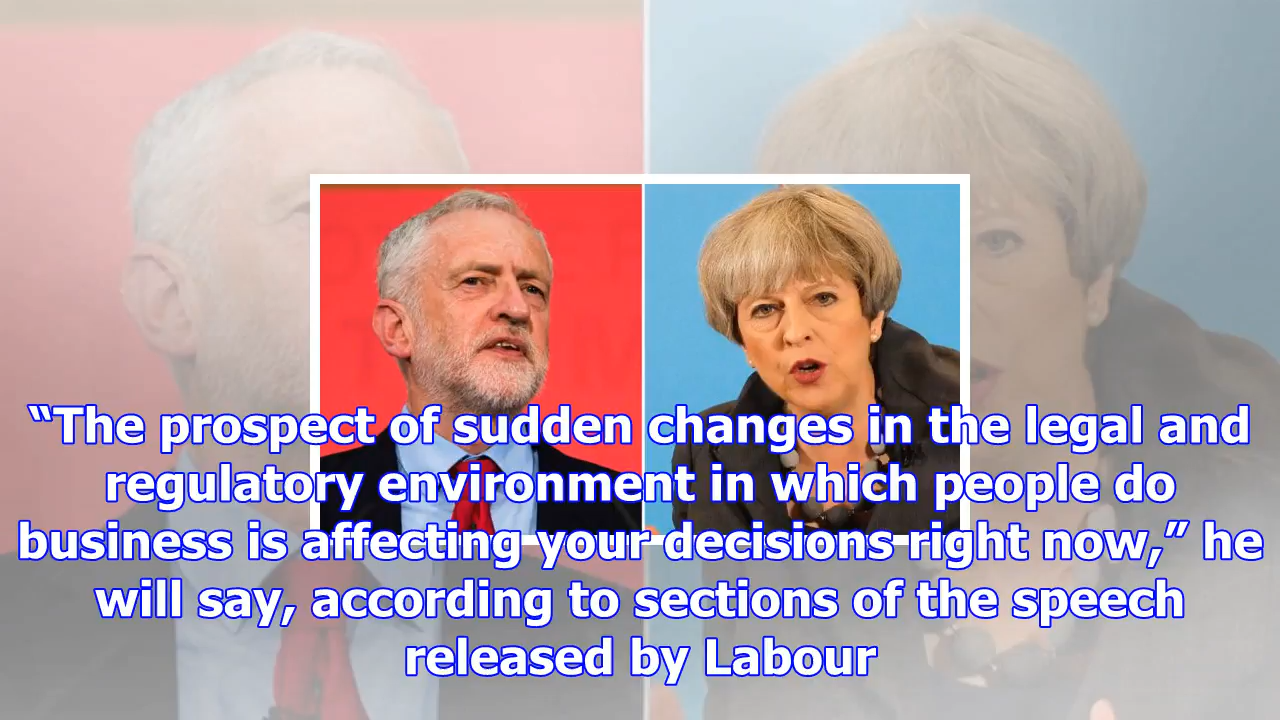 “The prospect of sudden changes in the legal and
regulatory environment in which people do
business is affecting your decisions right now,” he
will say, according to sections of the speech
released by Labour